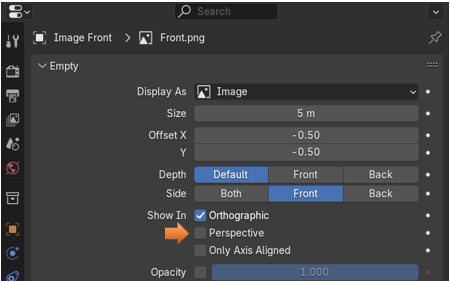 Search
Image Front > Front.png
Empty
Display As Image
Size 5 m
Offset X -0.50
Y -0.50
Depth Default Front Back
Side Both Front Back
Show In Orthographic
Perspective
Only Axis Aligned
Opacity 1.000